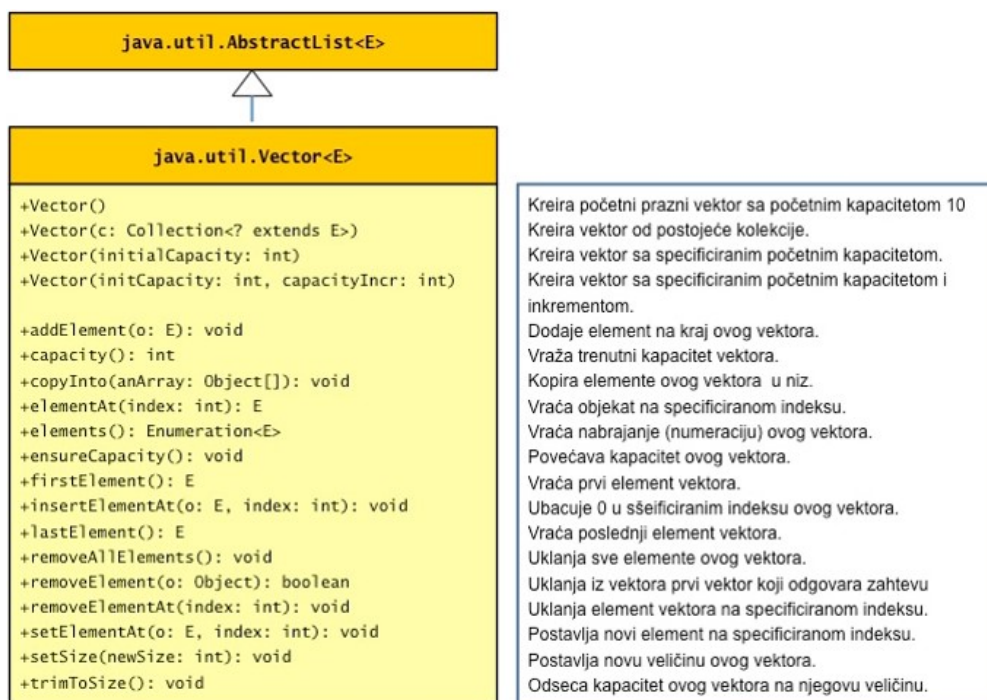 java.util.AbstractList<E>
java.util.Vector<E>
+Vector()
+Vector(c: Collection<? extends E>)
+Vector(initialCapacity: int)
+Vector(initCapacity: int, capacityIncr: int)
+addElement(o: E): void
+capacity(): int
+copyInto(anArray: Object[]): void
+elementAt(index: int): E
+elements(): Enumeration<E>
+ensureCapacity(): void
+firstElement(): E
+insertElementAt(o: E, index: int): void
+lastElement(): E
+removeAllElements(): void
+removeElement(o: Object): boolean
+removeElementAt(index: int): void
+setElementAt(o: E, index: int): void
+setSize(newSize: int): void
+trimToSize(): void
Kreira početni prazni vektor sa početnim kapacitetom 10
Kreira vektor od postojeće kolekcije.
Kreira vektor sa specificiranim početnim kapacitetom.
Kreira vektor sa specificiranim početnim kapacitetom i
inkrementom.
Dodaje element na kraj ovog vektora.
Vraža trenutni kapacitet vektora.
Kopira elemente ovog vektora u niz.
Vraća objekat na specificiranom indeksu.
Vraća nabrajanje (numeraciju) ovog vektora.
Povećava kapacitet ovog vektora.
Vraća prvi element vektora.
Ubacuje 0 u sšeificiranim indeksu ovog vektora.
Vraća poslednji element vektora.
Uklanja sve elemente ovog vektora.
Uklanja iz vektora prvi vektor koji odgovara zahtevu
Uklanja element vektora na specificiranom indeksu.
Postavlja novi element na specificiranom indeksu.
Postavlja novu veličinu ovog vektora.
Odseca kapacitet ovog vektora na njegovu veličinu.